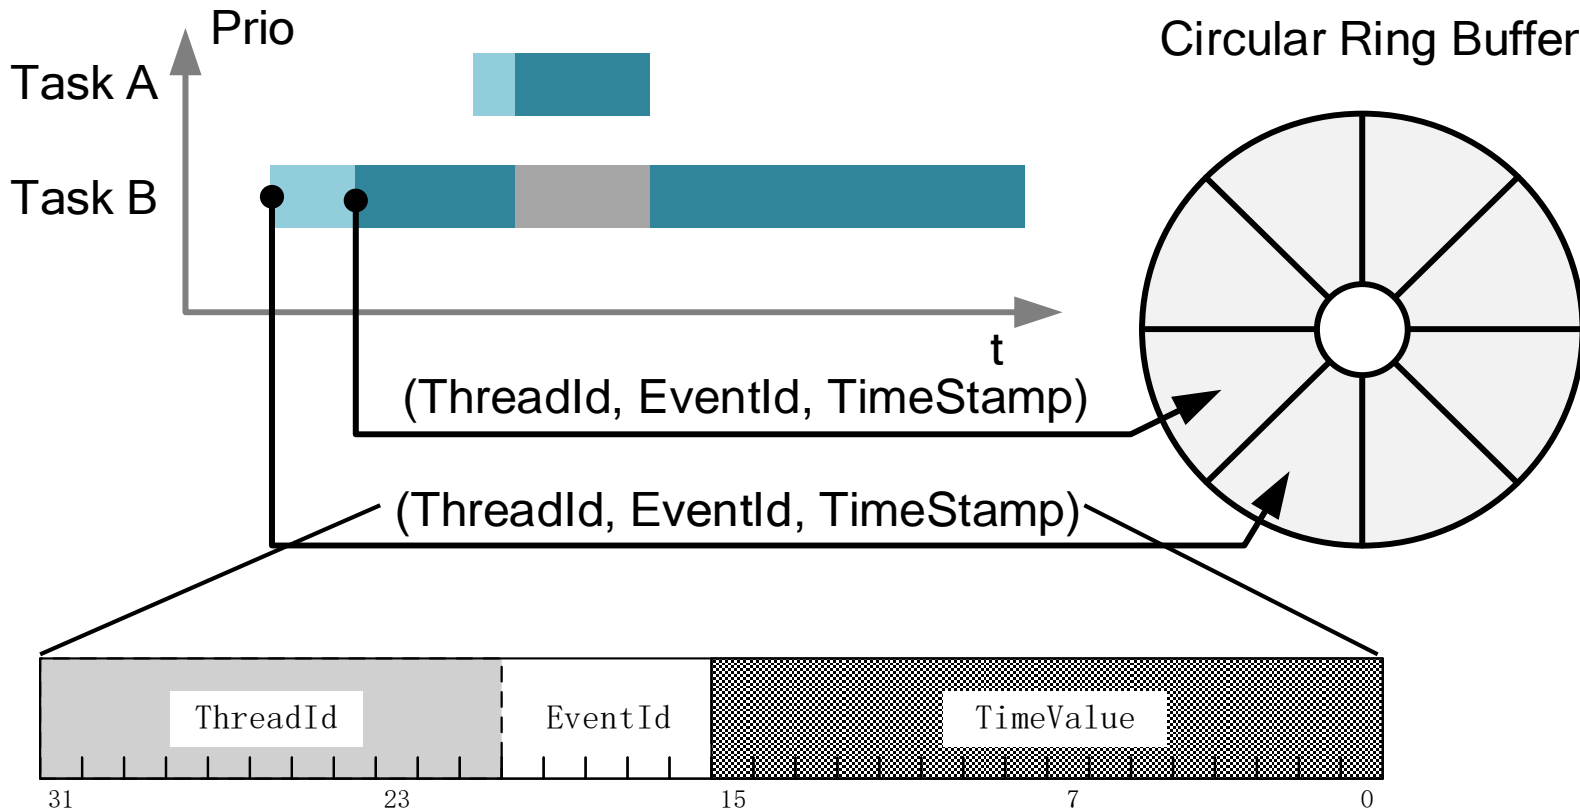 Prio
Circular Ring Buffer
Task A
Task B
t
(ThreadId, EventId, TimeStamp)
(ThreadId, EventId, TimeStamp)
ThreadId EventId TimeValue
31 23 15 7 0